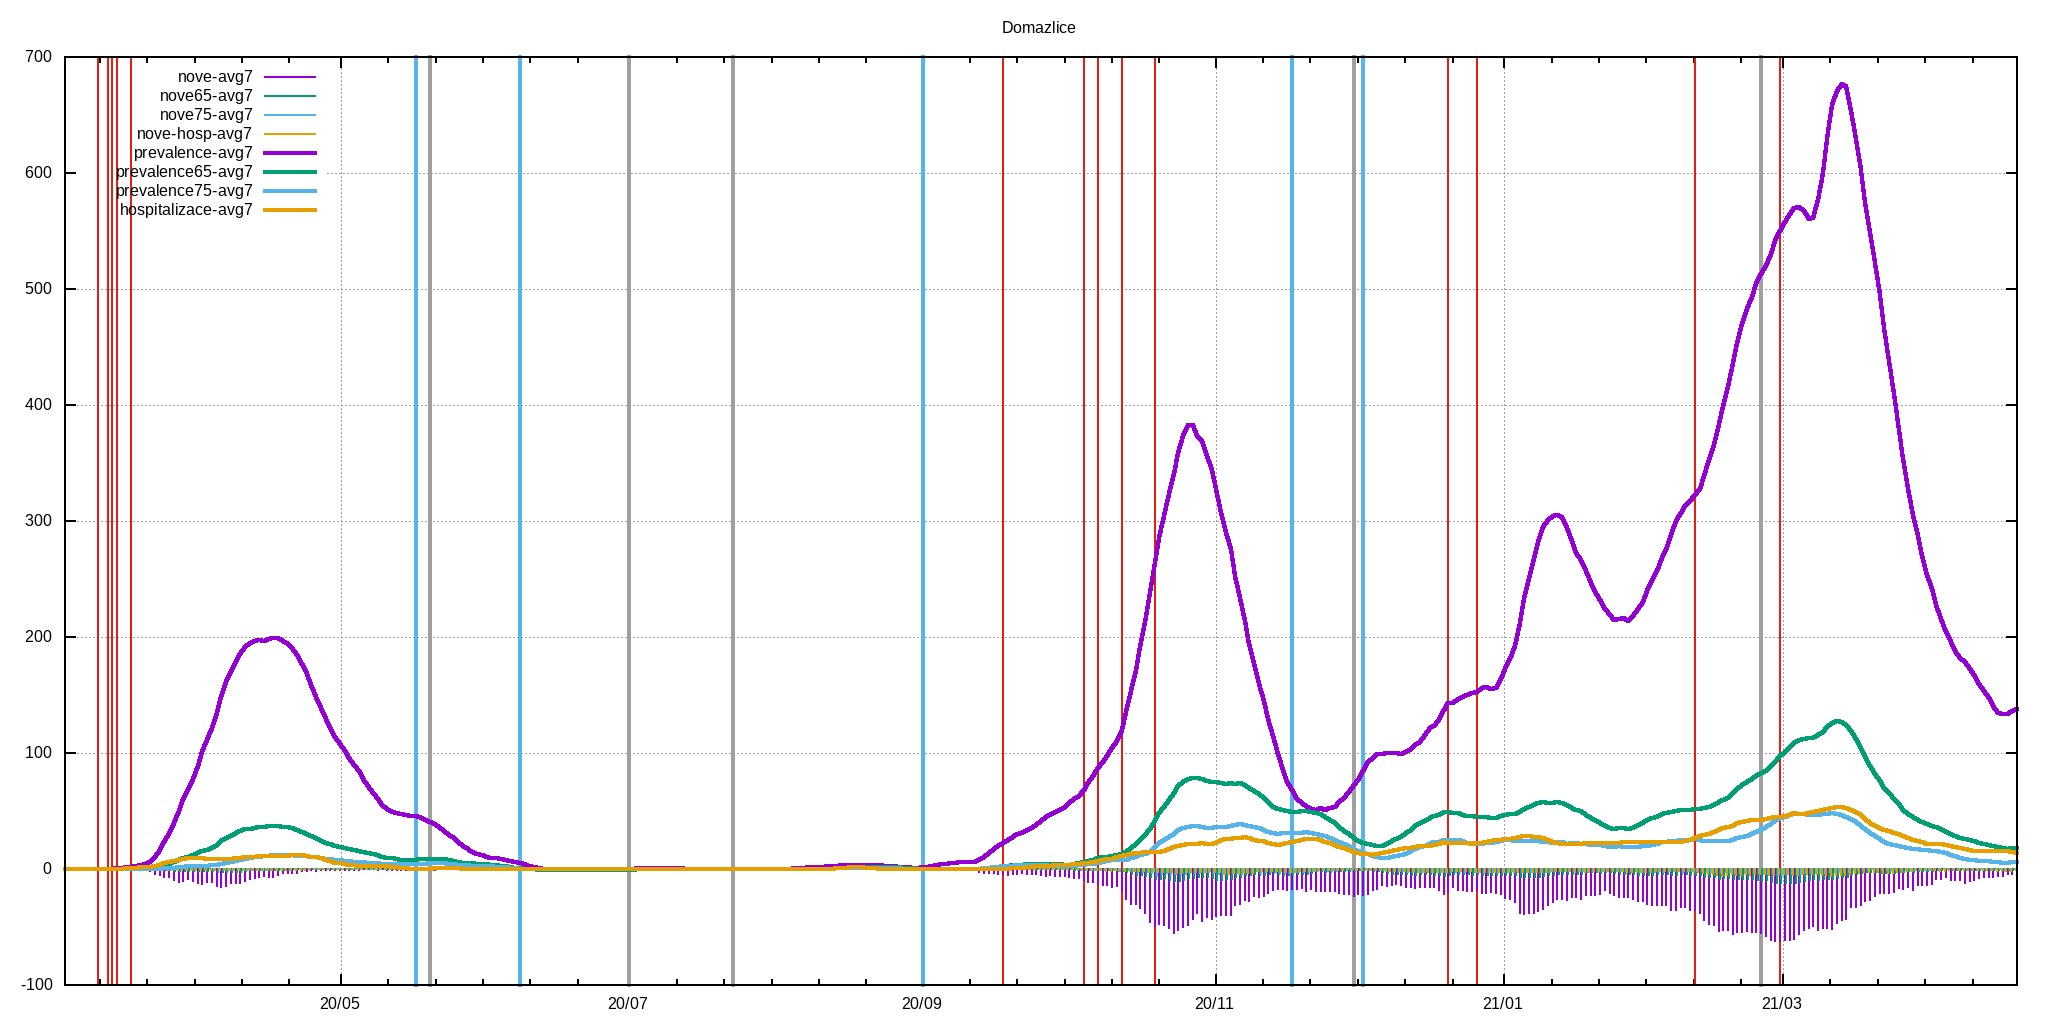 Domazlice
700
600
500
400
300
200
100
0
-100
nove-avg7
nove65-avg7
nove75-avg7
nove-hosp-avg7
prevalence-avg7
prevalence65-avg7
prevalence75-avg7
hospitalizace-avg7
20/05 20/07 20/09 20/11 21/01 21/03